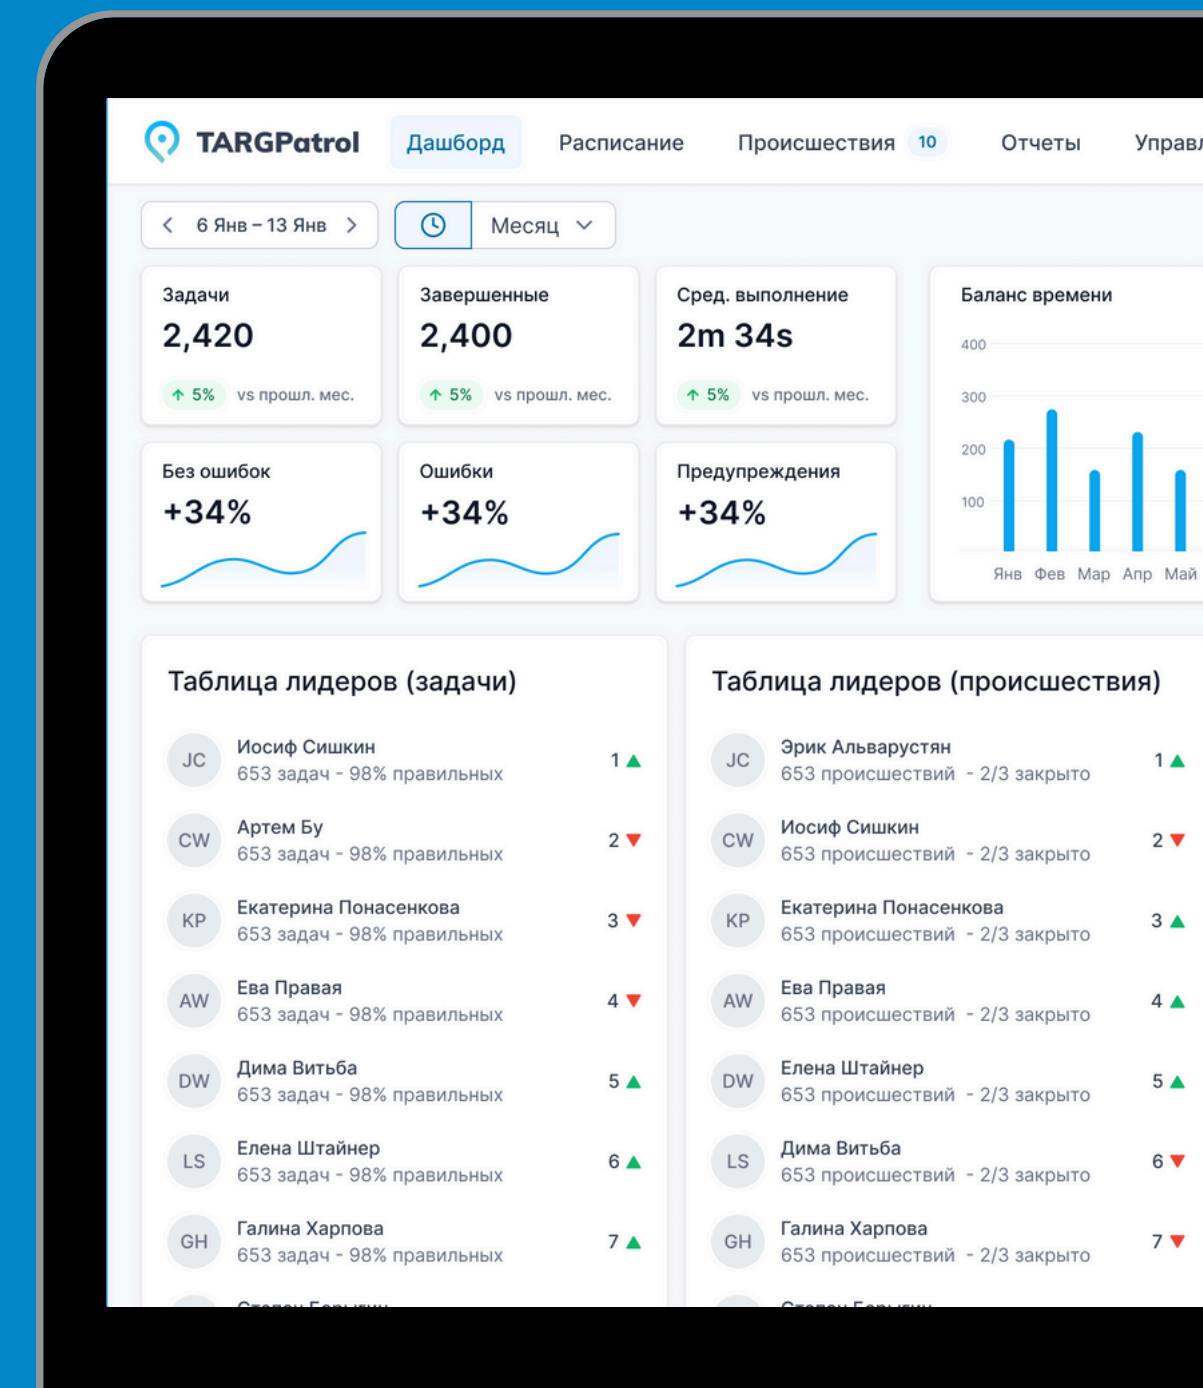 TARGPatrol
Дашборд
Расписание
Происшествия 10
Отчеты
6 Янв – 13 Янв
Месяц
Задачи
2,420
5% vs прошл. мес.
Завершенные
2,400
5% vs прошл. мес.
Сред. выполнение
2m 34s
5% vs прошл. мес.
Без ошибок
+34%
Ошибки
+34%
Предупреждения
+34%
Баланс времени
400
300
200
100
Янв Фев Мар Апр Май
Таблица лидеров (задачи)
JC
Иосиф Сишкин
653 задач - 98% правильных
1
CW
Артем Бу
653 задач - 98% правильных
2
KP
Екатерина Понасенкова
653 задач - 98% правильных
3
AW
Ева Правая
653 задач - 98% правильных
4
DW
Дима Витьба
653 задач - 98% правильных
5
LS
Елена Штайнер
653 задач - 98% правильных
6
GH
Галина Харпова
653 задач - 98% правильных
7
Таблица лидеров (происшествия)
JC
Эрик Альварустян
653 происшествий - 2/3 закрыто
1
CW
Иосиф Сишкин
653 происшествий - 2/3 закрыто
2
KP
Екатерина Понасенкова
653 происшествий - 2/3 закрыто
3
AW
Ева Правая
653 происшествий - 2/3 закрыто
4
DW
Елена Штайнер
653 происшествий - 2/3 закрыто
5
LS
Дима Витьба
653 происшествий - 2/3 закрыто
6
GH
Галина Харпова
653 происшествий - 2/3 закрыто
7